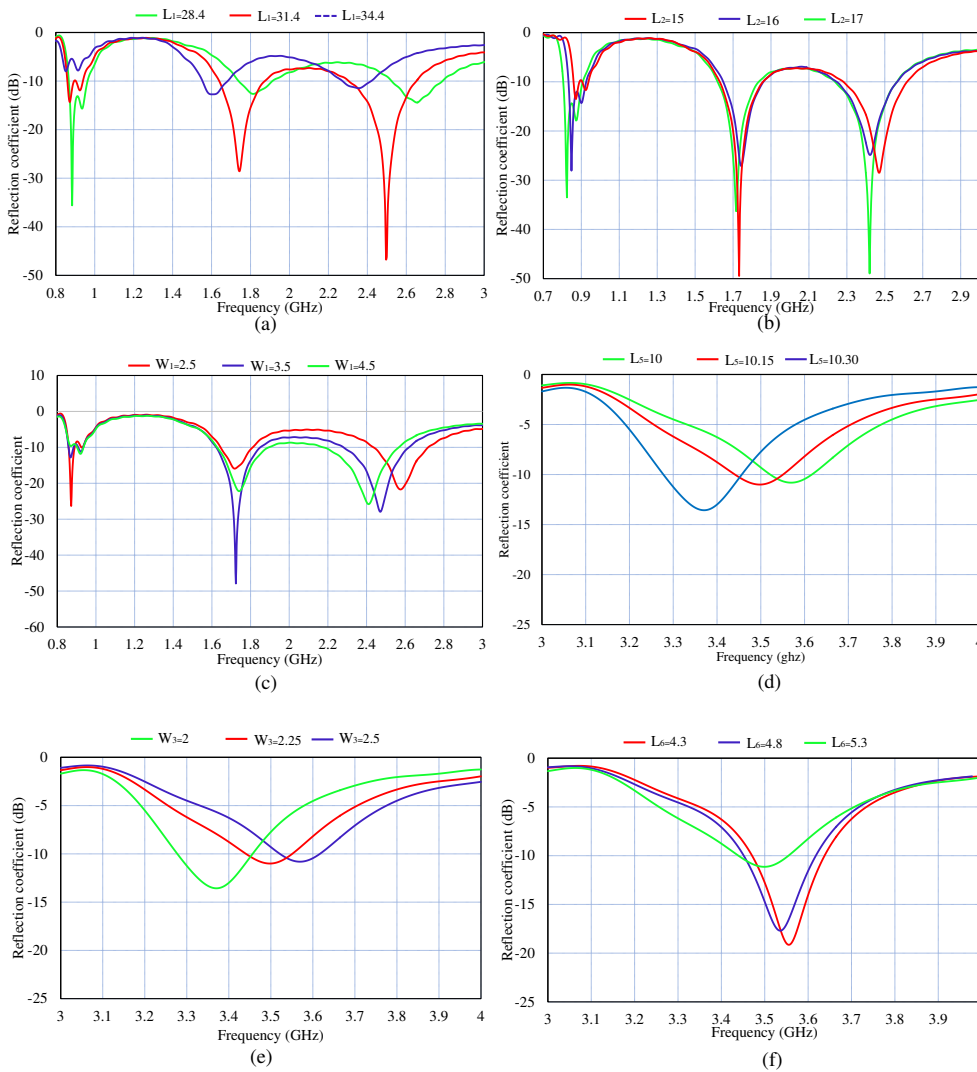 L1=28.4 L1=31.4 L1=34.4
0
-10
-20
-30
-40
-50
Reflection coefficient (dB)
0.8 1 1.2 1.4 1.6 1.8 2 2.2 2.4 2.6 2.8 3
Frequency (GHz)
(a)
L2=15 L2=16 L2=17
0
-10
-20
-30
-40
-50
Reflection coefficient (dB)
0.7 0.9 1.1 1.3 1.5 1.7 1.9 2.1 2.3 2.5 2.7 2.9
Frequency (GHz)
(b)
W1=2.5 W1=3.5 W1=4.5
10
0
-10
-20
-30
-40
-50
-60
Reflection coefficient
0.8 1 1.2 1.4 1.6 1.8 2 2.2 2.4 2.6 2.8 3
Frequency (GHz)
(c)
L5=10 L5=10.15 L5=10.30
0
-5
-10
-15
-20
-25
Reflection coefficient
3 3.1 3.2 3.3 3.4 3.5 3.6 3.7 3.8 3.9
Frequency (ghz)
(d)
W3=2 W3=2.25 W3=2.5
0
-5
-10
-15
-20
-25
Reflection coefficient (dB)
3 3.1 3.2 3.3 3.4 3.5 3.6 3.7 3.8 3.9 4
Frequency (GHz)
(e)
L6=4.3 L6=4.8 L6=5.3
0
-5
-10
-15
-20
-25
Reflection coefficient (dB)
3 3.1 3.2 3.3 3.4 3.5 3.6 3.7 3.8 3.9
Frequency (GHz)
(f)